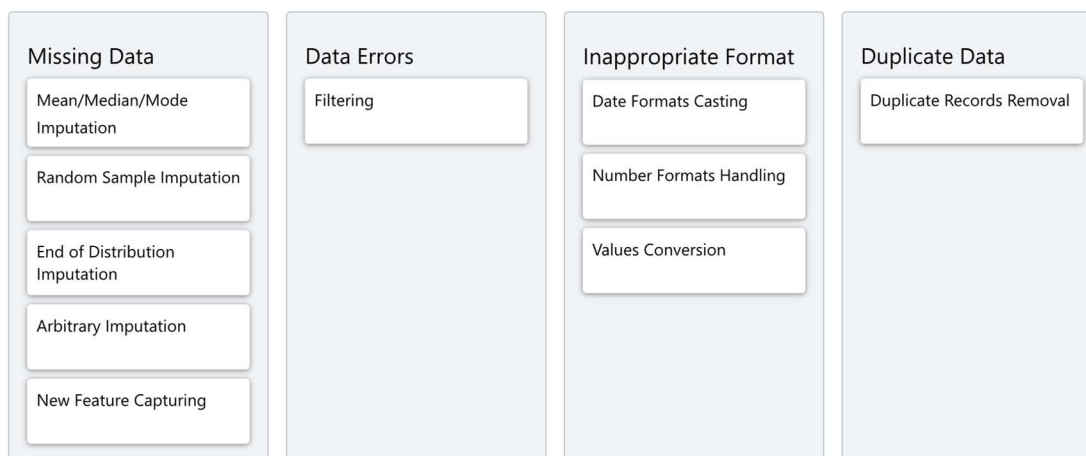 Missing Data
Mean/Median/Mode
Imputation
Random Sample Imputation
End of Distribution
Imputation
Arbitrary Imputation
New Feature Capturing
Data Errors
Filtering
Inappropriate Format
Date Formats Casting
Number Formats Handling
Values Conversion
Duplicate Data
Duplicate Records Removal